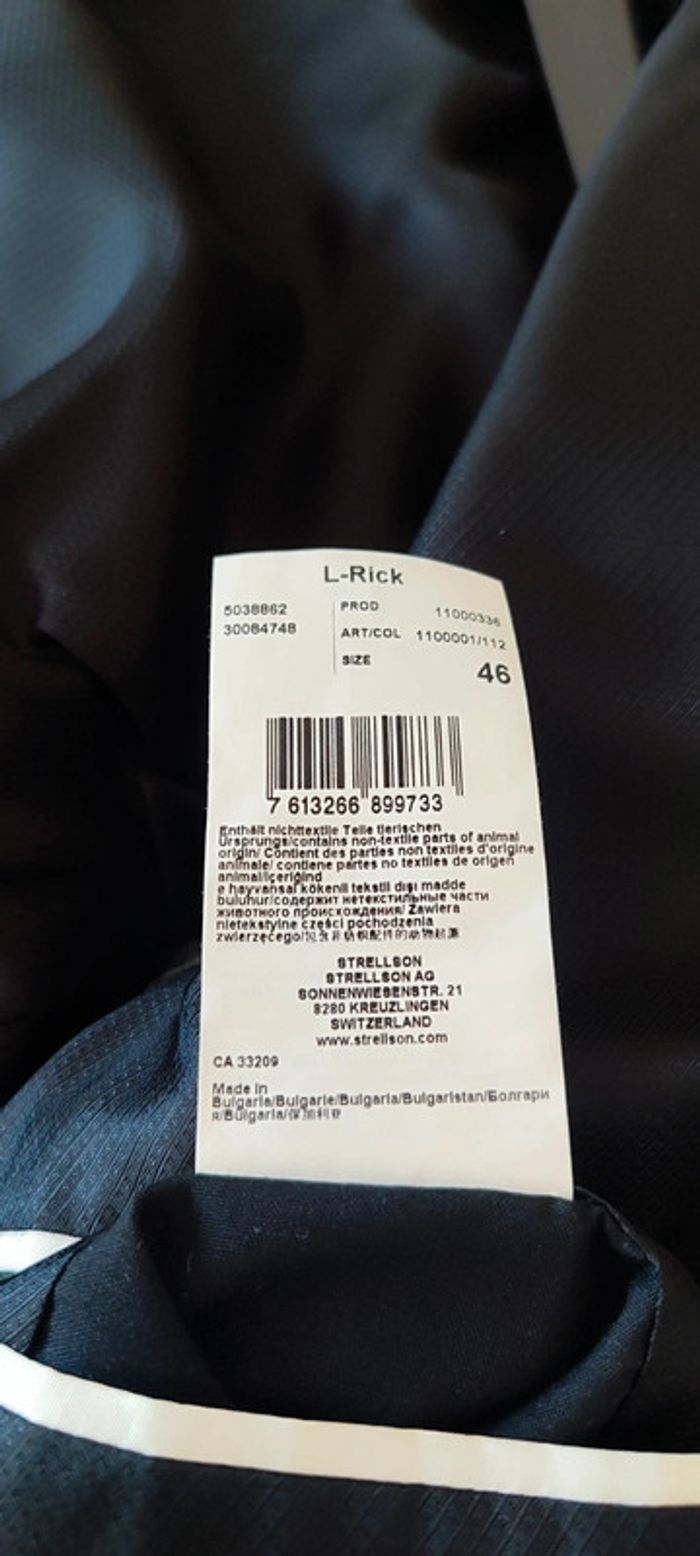 L-Rick
5038862 PROD 11000336
30084748 ART/COL 1100001/112
SIZE 46
7 613266 899733
Enthält nichttextile Teile tierischen
Ursprungs/contains non-textile parts of animal
origin/ Contient des parties non textiles d'origine
animale/ contiene partes no textiles de origen
animal/İçeriğind
e hayvansal kökenli tekstil dışı madde
bulunur/содержит нетекстильные части
животного происхождения/ Zawiera
nietekstylne części pochodzenia
zwierzęcego/
STRELLSON
STRELLSON AG
SONNENWIESENSTR. 21
8280 KREUZLINGEN
SWITZERLAND
www.strellson.com
CA 33209
Made in
Bulgaria/Bulgarie/Bulgaria/Bulgaristan/Болгари
я/Bulgaria/保加利亚